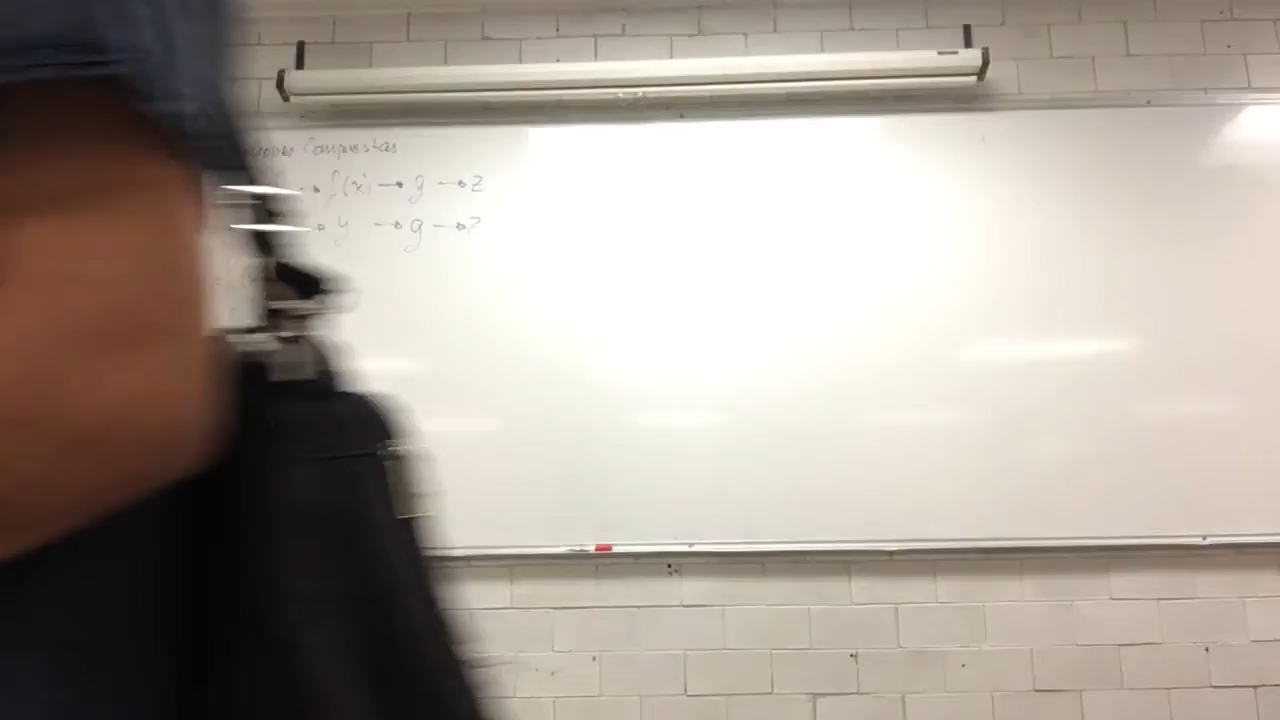 Compuestas
→ f(x) → g → z
→ y → g → z